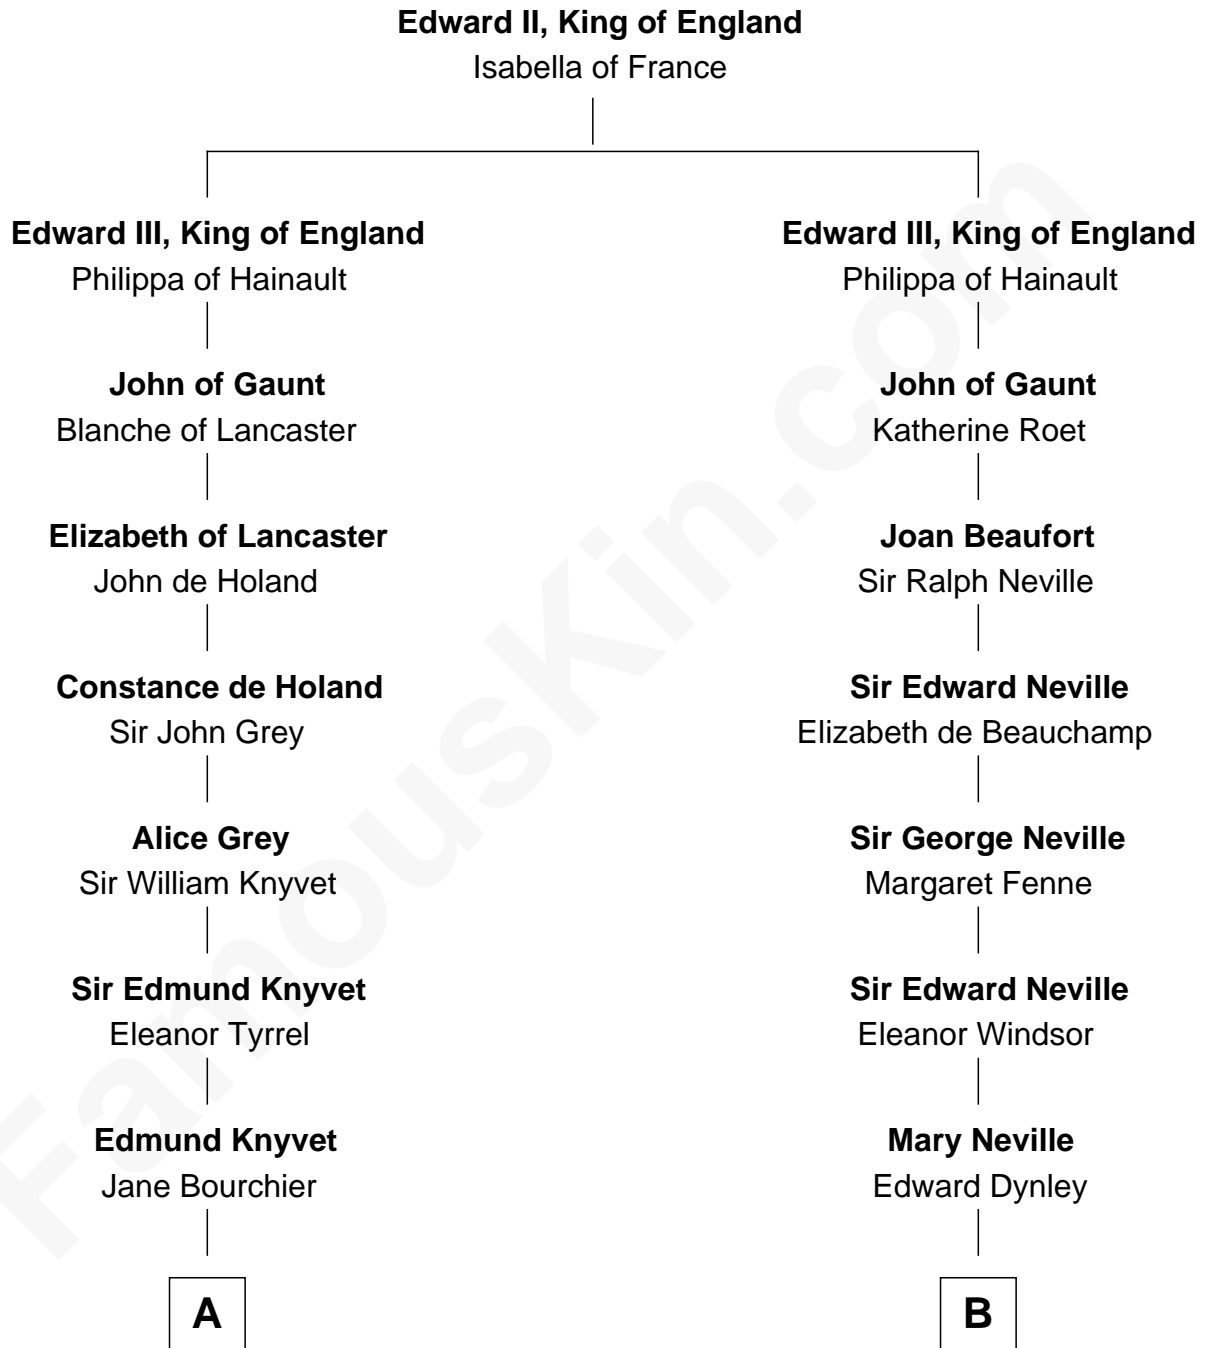 Edward II, King of England
Isabella of France
Edward III, King of England
Philippa of Hainault
John of Gaunt
Blanche of Lancaster
Elizabeth of Lancaster
John de Holand
Constance de Holand
Sir John Grey
Alice Grey
Sir William Knyvet
Sir Edmund Knyvet
Eleanor Tyrrel
Edmund Knyvet
Jane Bourchier
A
Edward III, King of England
Philippa of Hainault
John of Gaunt
Katherine Roet
Joan Beaufort
Sir Ralph Neville
Sir Edward Neville
Elizabeth de Beauchamp
Sir George Neville
Margaret Fenne
Sir Edward Neville
Eleanor Windsor
Mary Neville
Edward Dynley
B
FamousKin.com